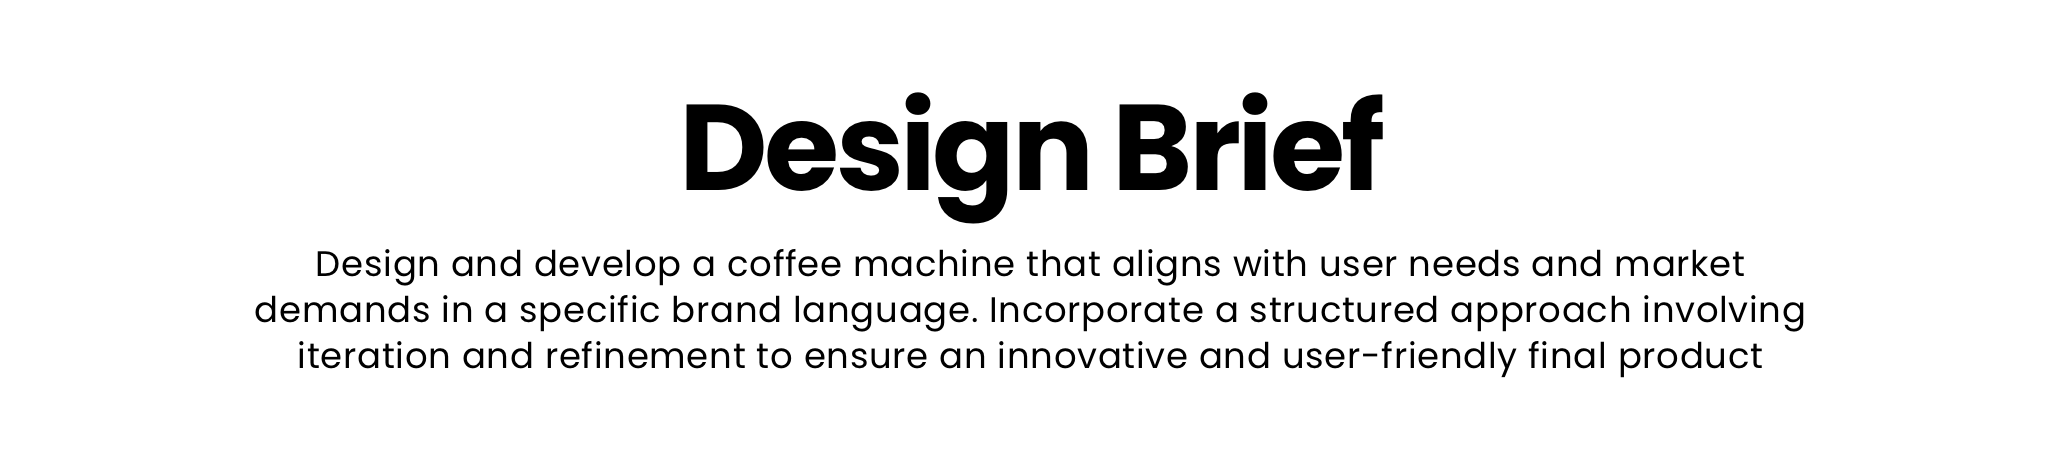 Design Brief
Design and develop a coffee machine that aligns with user needs and market
demands in a specific brand language. Incorporate a structured approach involving
iteration and refinement to ensure an innovative and user-friendly final product